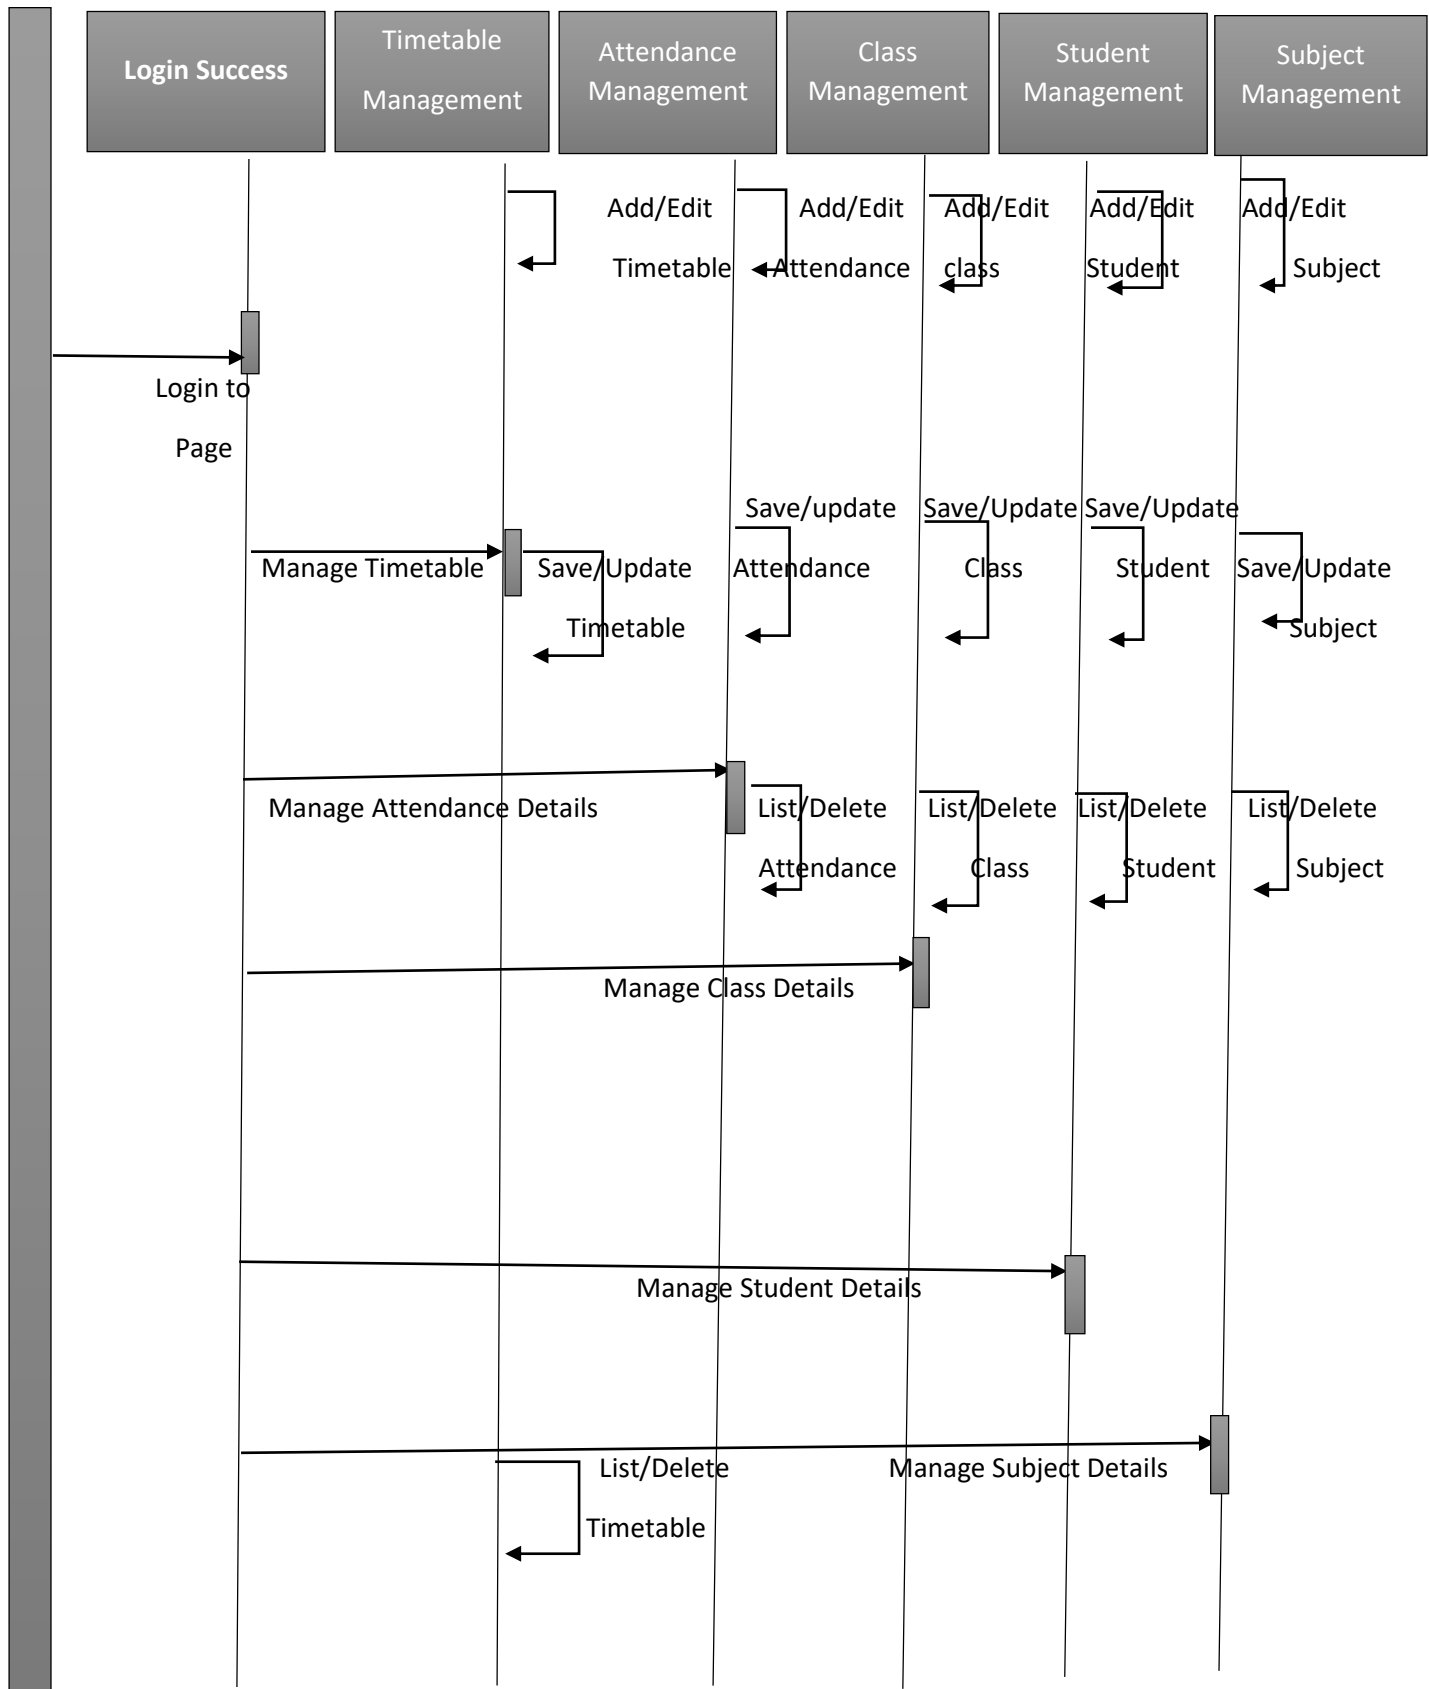 Login Success
Timetable
Management
Attendance
Management
Class
Management
Student
Management
Subject
Management
Add/Edit
Timetable
Add/Edit
Attendance
Add/Edit
class
Add/Edit
Student
Add/Edit
Subject
Login to
Page
Manage Timetable
Save/Update
Timetable
Save/update
Attendance
Save/Update
Class
Save/Update
Student
Save/Update
Subject
Manage Attendance Details
List/Delete
Attendance
List/Delete
Class
List/Delete
Student
List/Delete
Subject
Manage Class Details
Manage Student Details
List/Delete
Timetable
Manage Subject Details